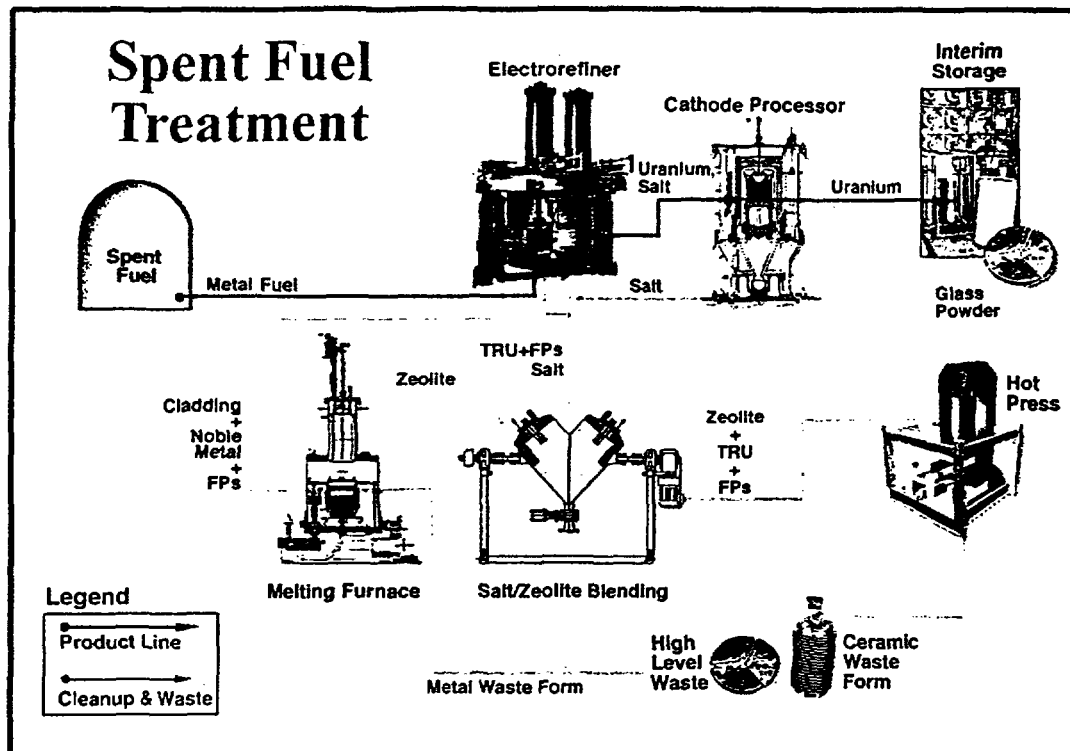 Spent Fuel
Treatment
Electrorefiner
Cathode Processor
Interim
Storage
Uranium,
Salt
Uranium
Spent
Fuel
Metal Fuel
Salt
Glass
Powder
TRU+FPs
Salt
Zeolite
Cladding
+
Noble
Metal
+
FPs
Zeolite
+
TRU
+
FPs
Hot
Press
Melting Furnace
Salt/Zeolite Blending
Legend
Product Line
Cleanup & Waste
Metal Waste Form
High
Level
Waste
Ceramic
Waste
Form